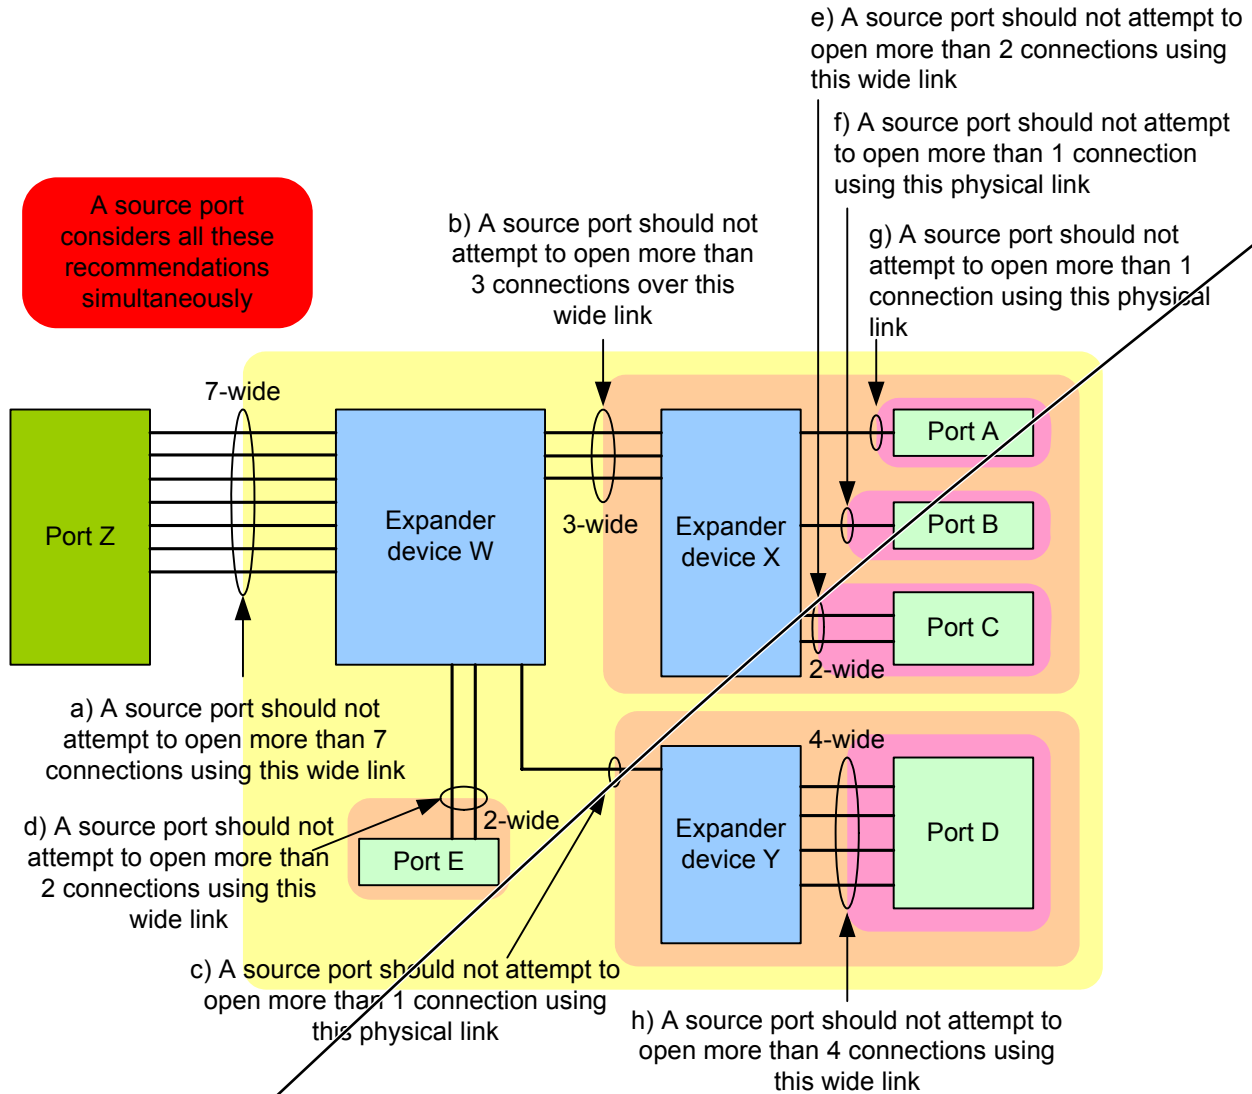 e) A source port should not attempt to
open more than 2 connections using
this wide link
f) A source port should not attempt
to open more than 1 connection
using this physical link
A source port
considers all these
recommendations
simultaneously
b) A source port should not
attempt to open more than
3 connections over this
wide link
g) A source port should not
attempt to open more than 1
connection using this physical
link
7-wide
3-wide
Port Z
Expander
device W
Expander
device X
Port A
Port B
Port C
2-wide
a) A source port should not
attempt to open more than 7
connections using this wide link
4-wide
d) A source port should not
attempt to open more than
2 connections using this
wide link
2-wide
Port E
Expander
device Y
Port D
c) A source port should not attempt to
open more than 1 connection using
this physical link
h) A source port should not attempt to
open more than 4 connections using
this wide link